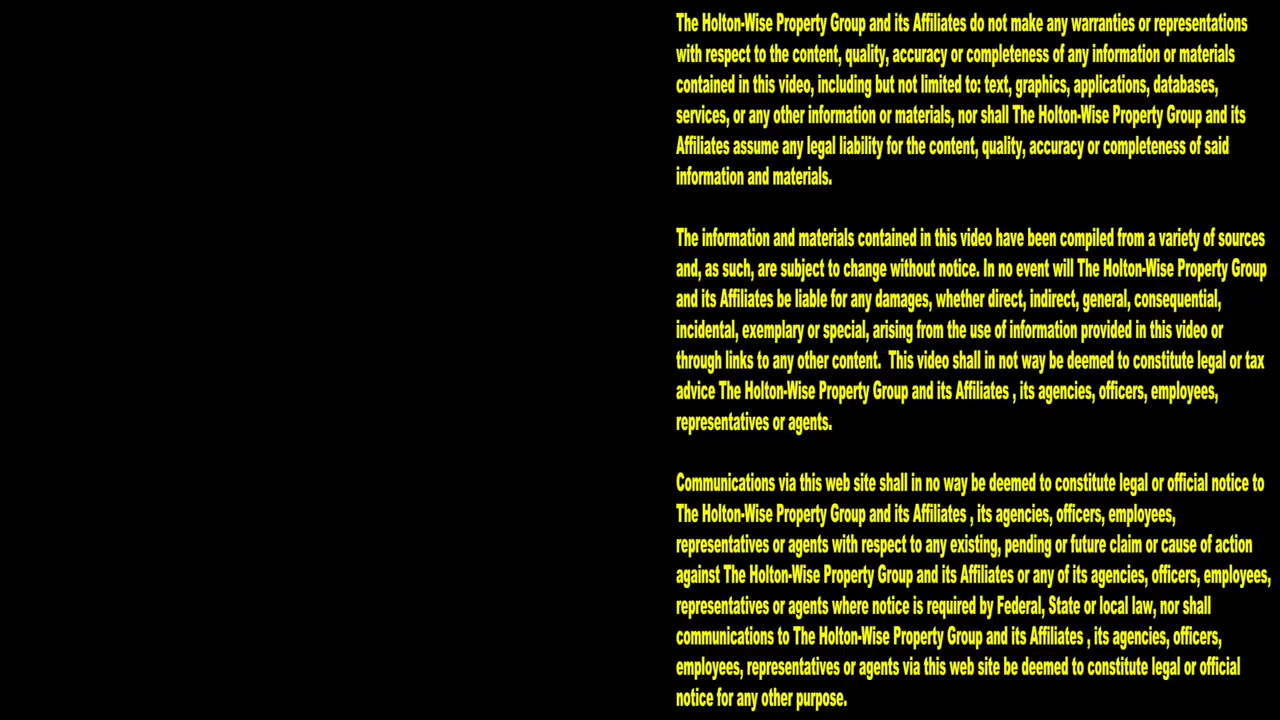 The Holton-Wise Property Group and its Affiliates do not make any warranties or representations
with respect to the content, quality, accuracy or completeness of any information or materials
contained in this video, including but not limited to: text, graphics, applications, databases,
services, or any other information or materials, nor shall The Holton-Wise Property Group and its
Affiliates assume any legal liability for the content, quality, accuracy or completeness of said
information and materials.
The information and materials contained in this video have been compiled from a variety of sources
and, as such, are subject to change without notice. In no event will The Holton-Wise Property Group
and its Affiliates be liable for any damages, whether direct, indirect, general, consequential,
incidental, exemplary or special, arising from the use of information provided in this video or
through links to any other content.  This video shall in not way be deemed to constitute legal or tax
advice The Holton-Wise Property Group and its Affiliates , its agencies, officers, employees,
representatives or agents.
Communications via this web site shall in no way be deemed to constitute legal or official notice to
The Holton-Wise Property Group and its Affiliates , its agencies, officers, employees,
representatives or agents with respect to any existing, pending or future claim or cause of action
against The Holton-Wise Property Group and its Affiliates or any of its agencies, officers, employees,
representatives or agents where notice is required by Federal, State or local law, nor shall
communications to The Holton-Wise Property Group and its Affiliates , its agencies, officers,
employees, representatives or agents via this web site be deemed to constitute legal or official
notice for any other purpose.